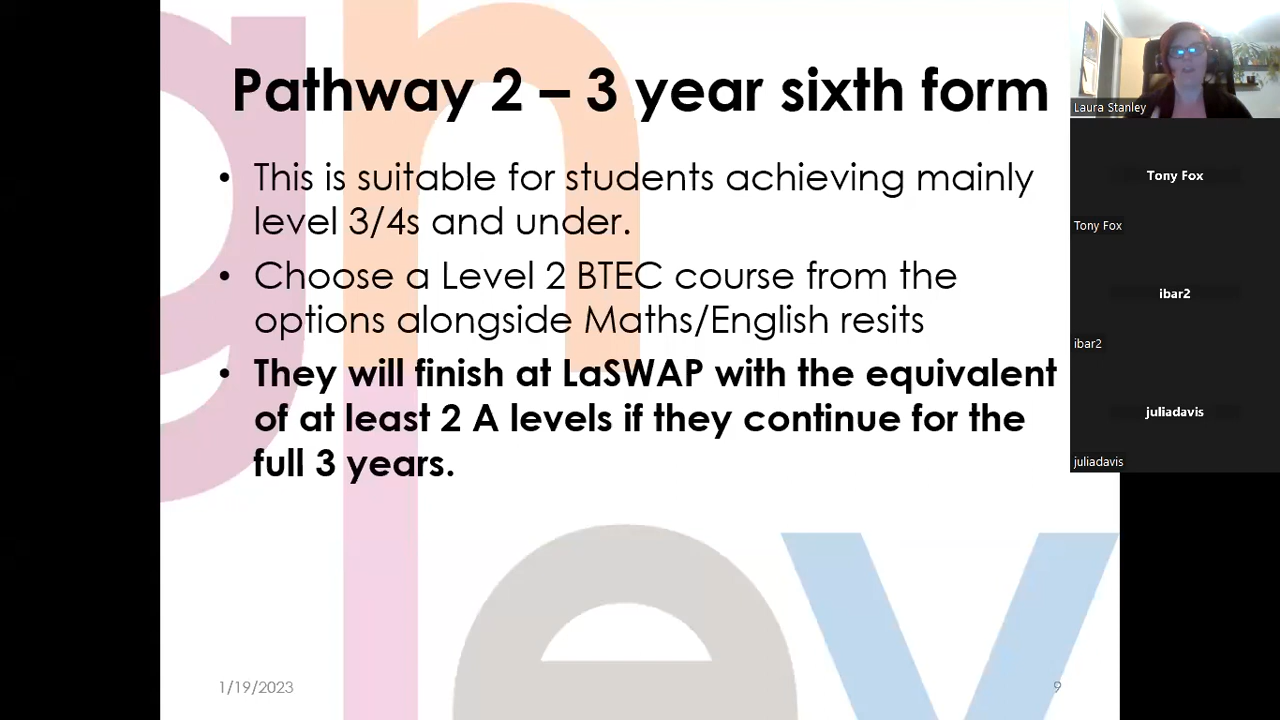 Pathway 2 – 3 year sixth form
• This is suitable for students achieving mainly
level 3/4s and under.
• Choose a Level 2 BTEC course from the
options alongside Maths/English resits
• They will finish at LaSWAP with the equivalent
of at least 2 A levels if they continue for the
full 3 years.
1/19/2023
9
Laura Stanley
Tony Fox
Tony Fox
ibar2
ibar2
juliadavis
juliadavis